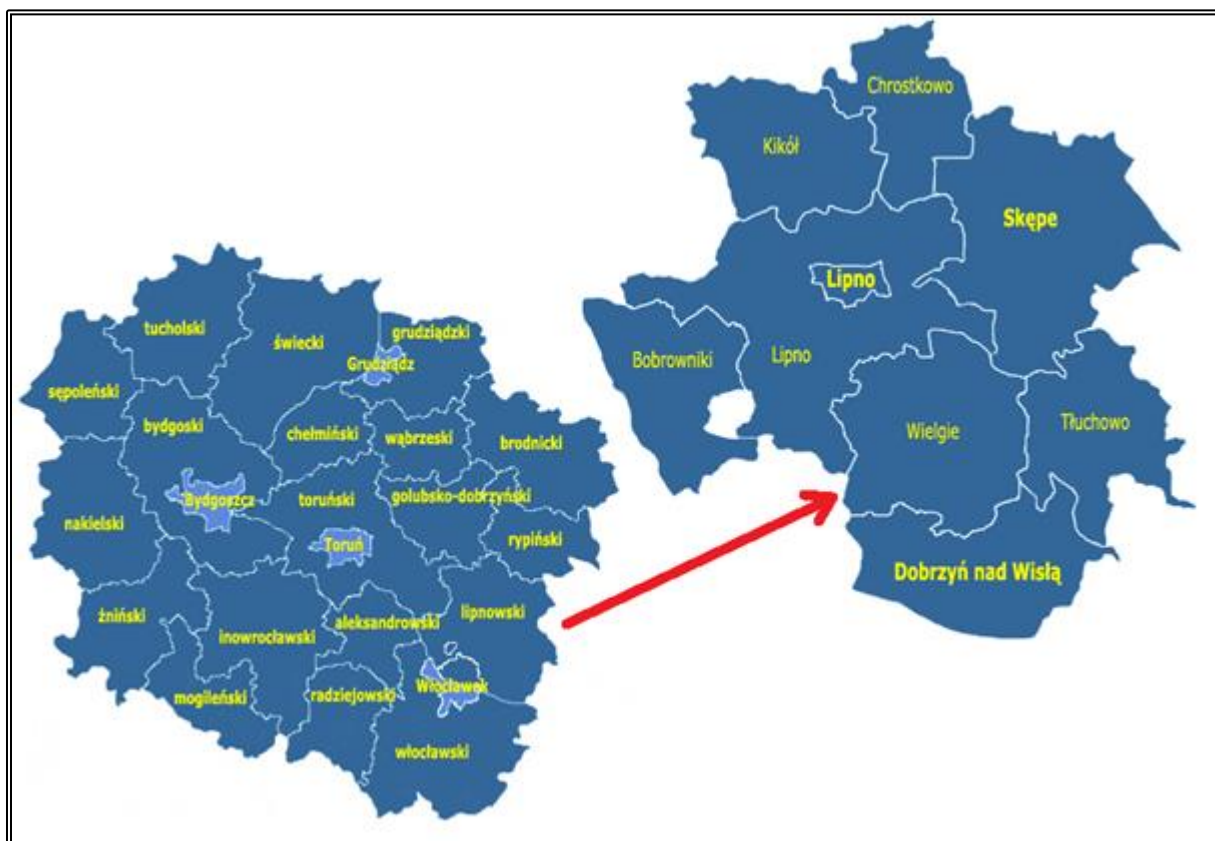 Chrostkowo
Kikół
Skępe
Lipno
Bobrowniki
Lipno
Wielgie
Tłuchowo
Dobrzyń nad Wisłą
tucholski
świecki
grudziądzki
Grudziądz
sępoleński
bydgoski
chełmiński
wąbrzeski
brodnicki
Bydgoszcz
toruński
golubsko-dobrzyński
nakielski
Toruń
rypiński
żniński
inowrocławski
aleksandrowski
lipnowski
mogileński
radziejowski
Włocławek
włocławski